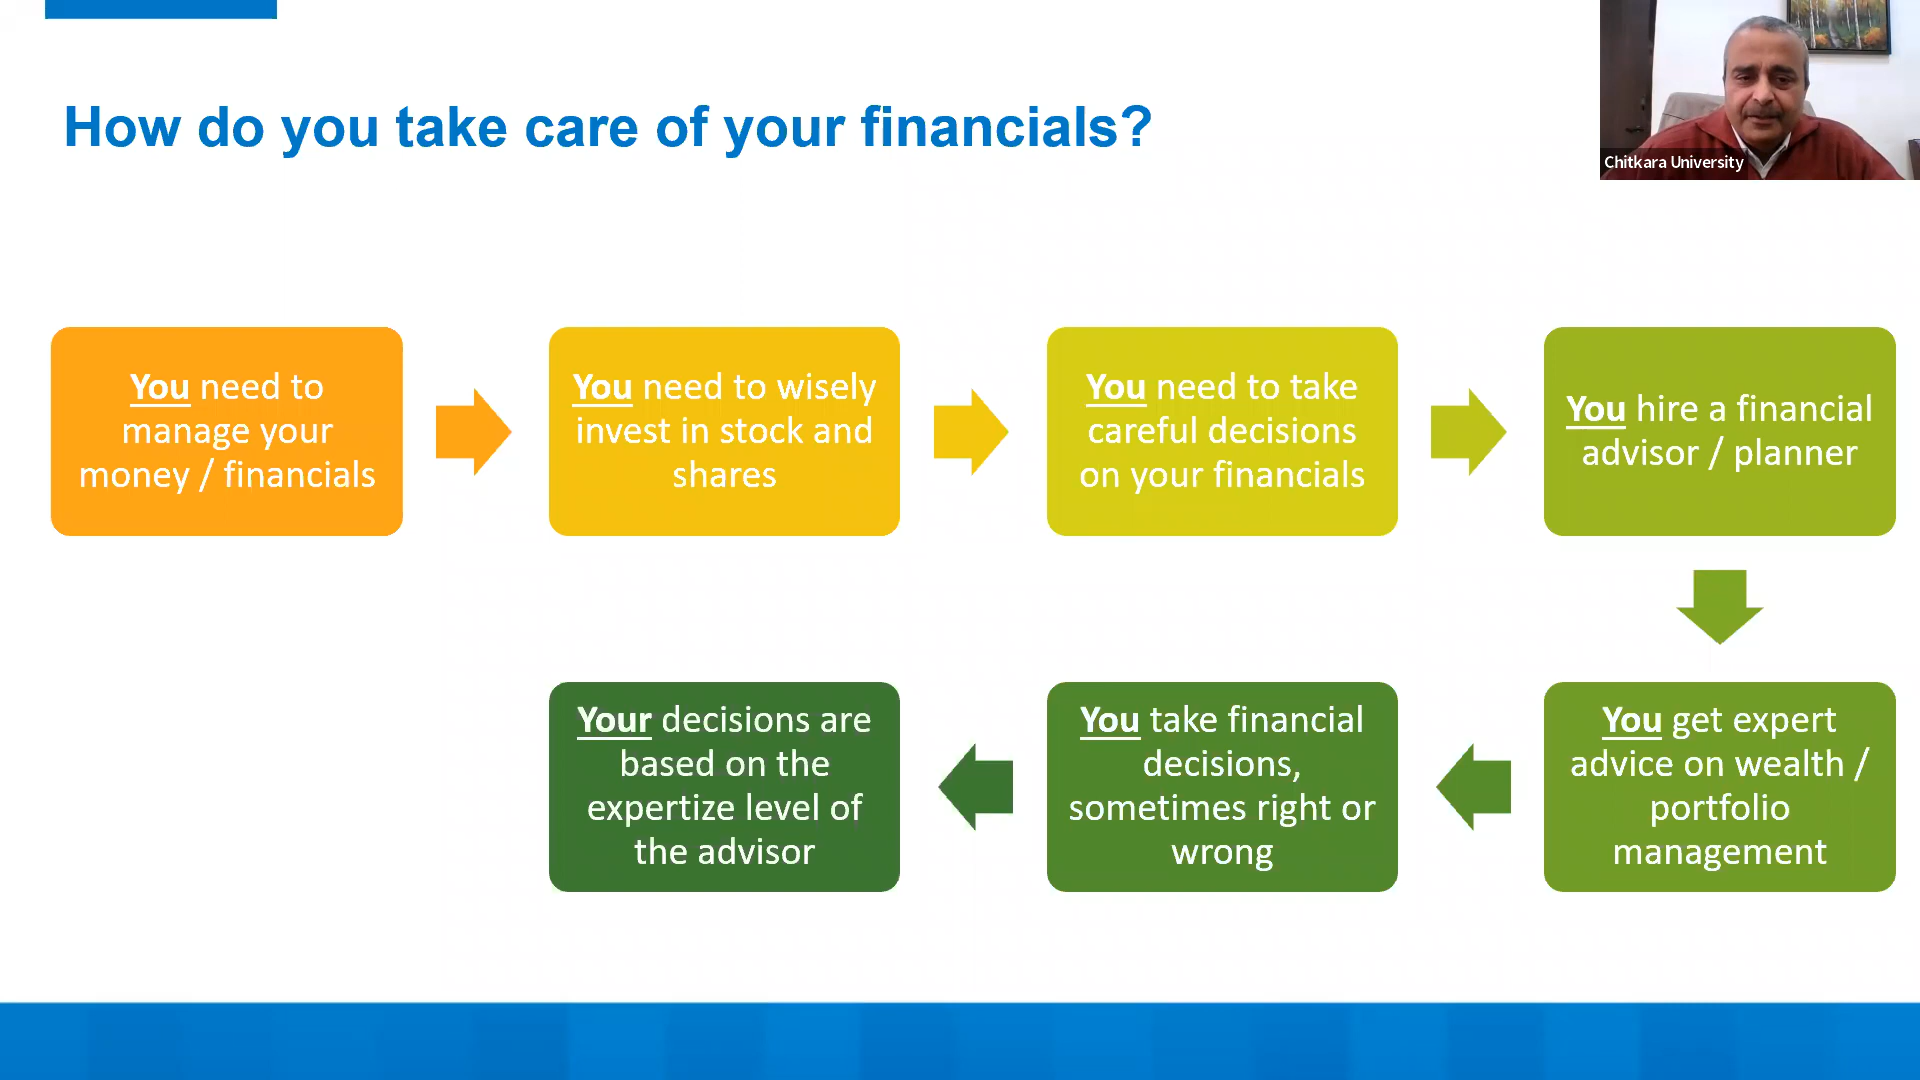 How do you take care of your financials?
Chitkara University
You need to
manage your
money / financials
You need to wisely
invest in stock and
shares
You need to take
careful decisions
on your financials
You hire a financial
advisor / planner
You get expert
advice on wealth /
portfolio
management
You take financial
decisions,
sometimes right or
wrong
Your decisions are
based on the
expertize level of
the advisor